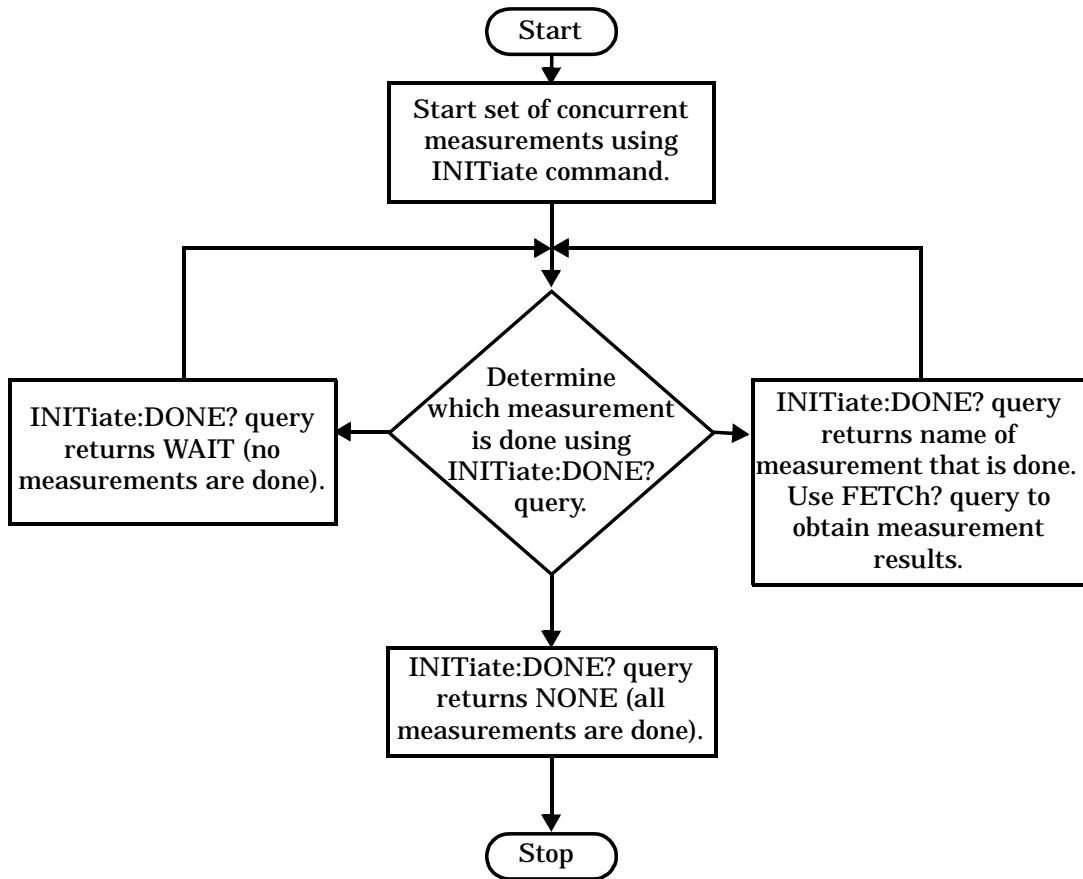 Start
Start set of concurrent
measurements using
INITiate command.
Determine
which measurement
is done using
INITiate:DONE?
query.
INITiate:DONE? query
returns WAIT (no
measurements are done).
INITiate:DONE? query
returns name of
measurement that is done.
Use FETCh? query to
obtain measurement
results.
INITiate:DONE? query
returns NONE (all
measurements are done).
Stop